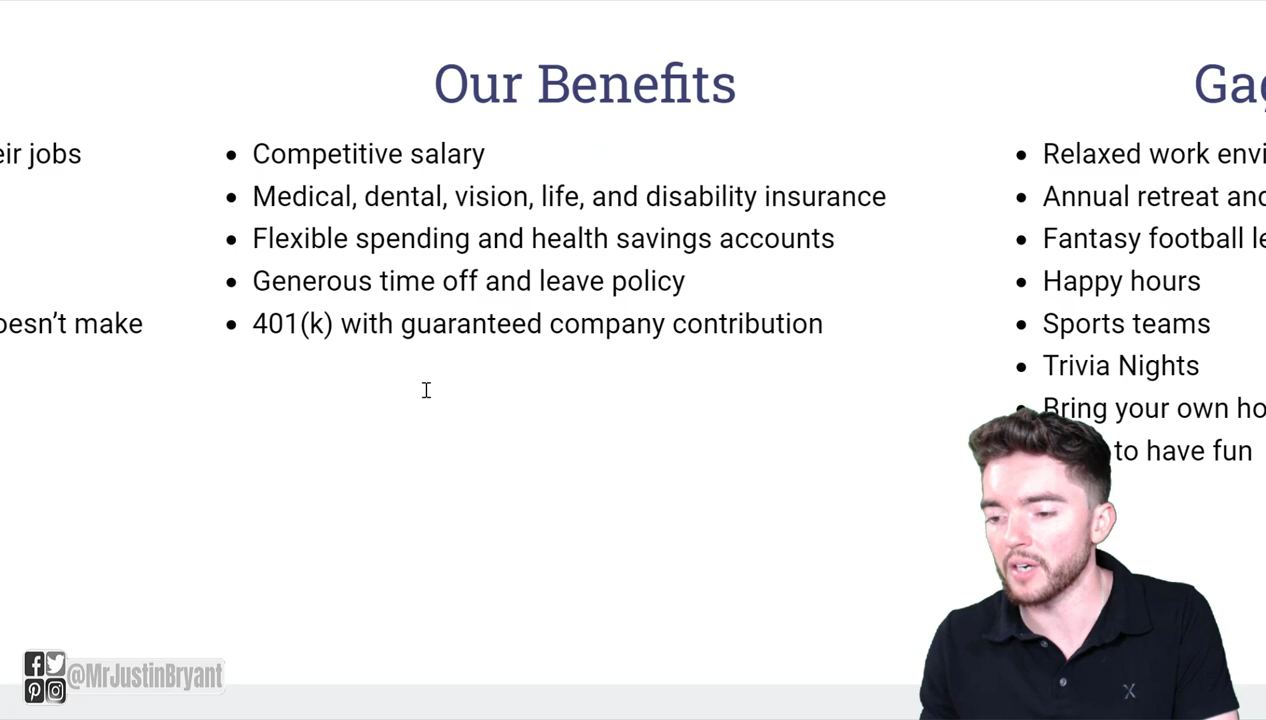 Our Benefits
eir jobs
oesn't make
• Competitive salary
• Medical, dental, vision, life, and disability insurance
• Flexible spending and health savings accounts
• Generous time off and leave policy
• 401(k) with guaranteed company contribution
Gag
• Relaxed work envi
• Annual retreat and
• Fantasy football le
• Happy hours
• Sports teams
• Trivia Nights
• Bring your own ho
to have fun
@MrJustinBryant